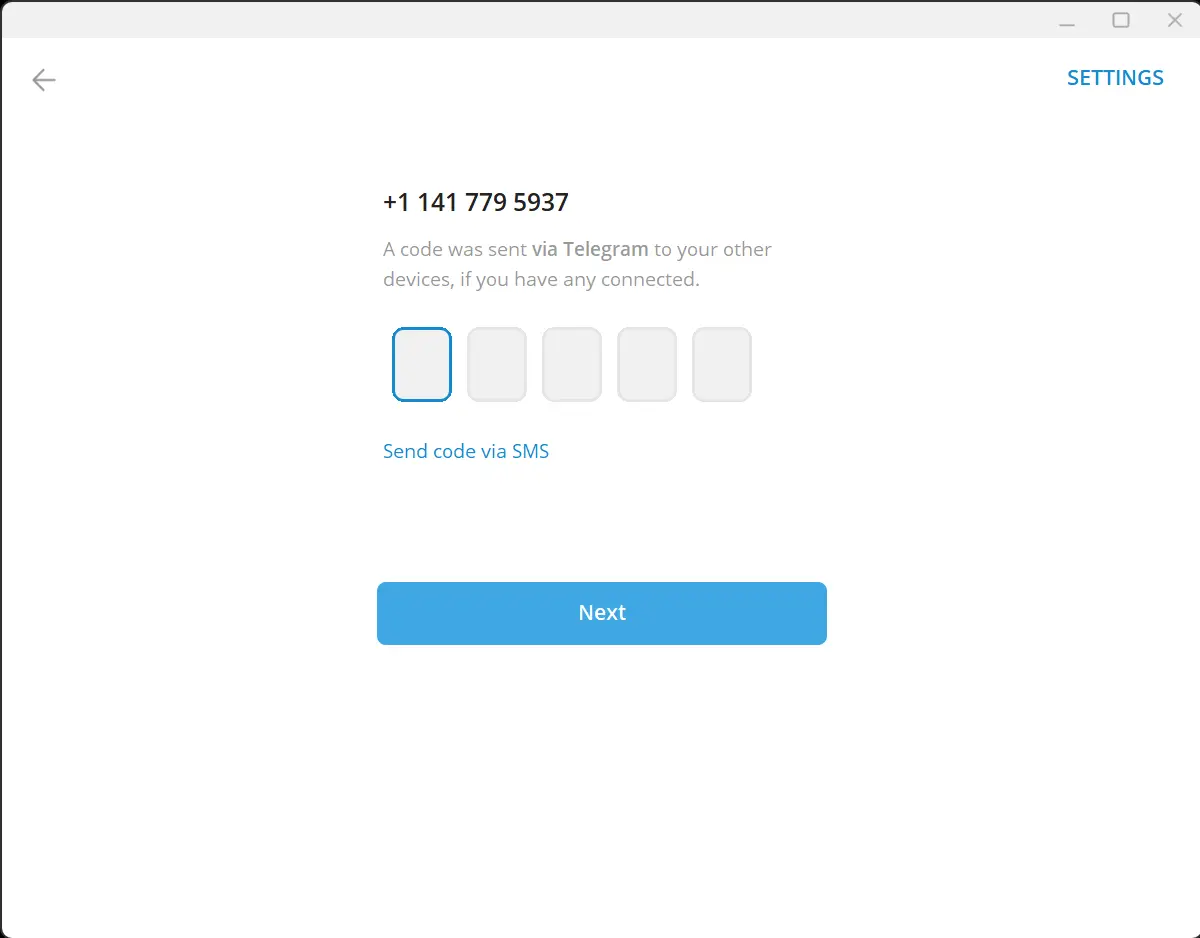 SETTINGS
+1 141 779 5937
A code was sent via Telegram to your other
devices, if you have any connected.
Send code via SMS
Next